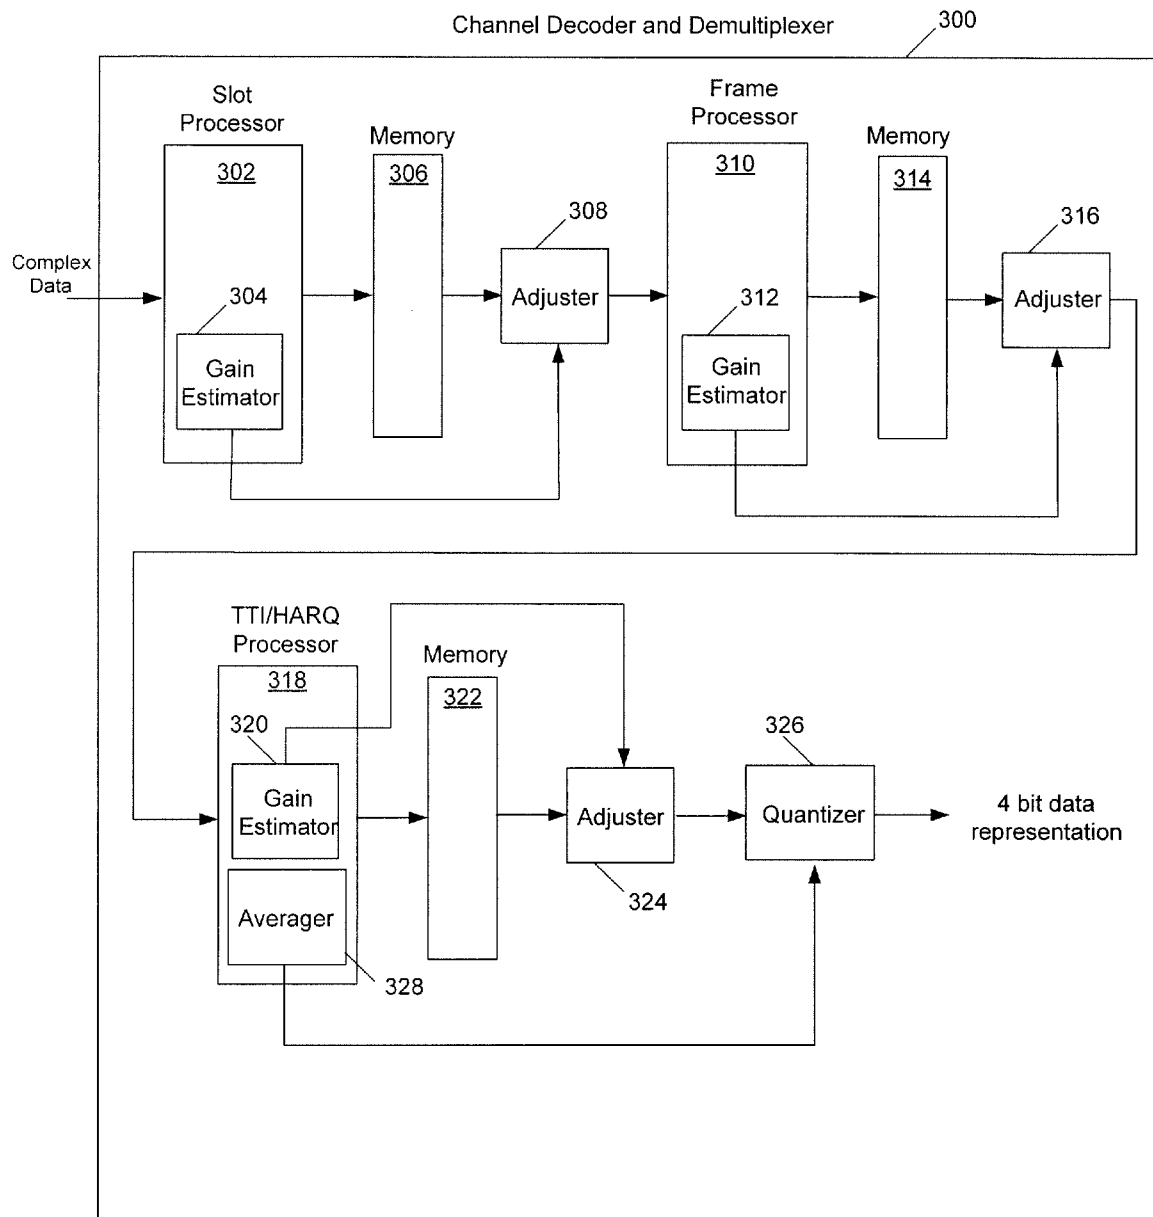 Channel Decoder and Demultiplexer
300
Slot
Processor
302
Memory
306
Frame
Processor
310
Memory
314
308
316
Complex
Data
304
Gain
Estimator
Adjuster
312
Gain
Estimator
Adjuster
TTI/HARQ
Processor
318
Memory
322
320
Gain
Estimator
326
Adjuster
Quantizer
4 bit data
representation
324
Averager
328